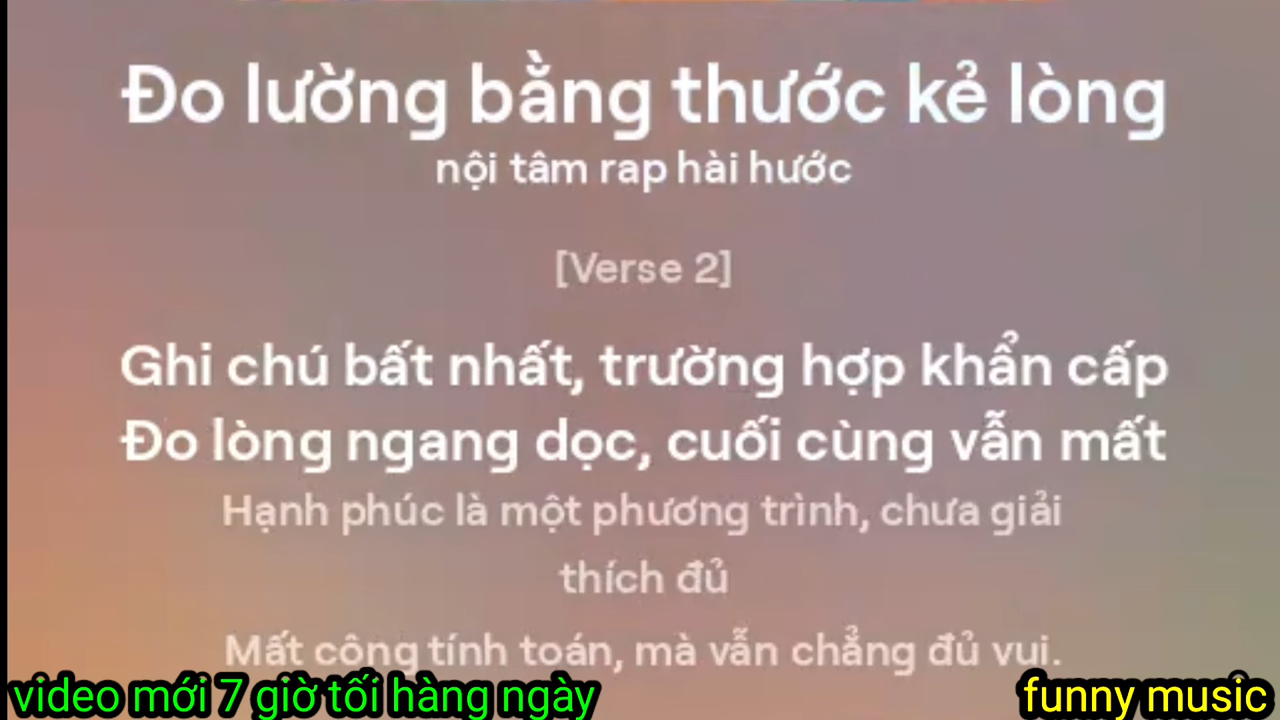 Đo lường bằng thước kẻ lòng
nội tâm rap hài hước
[Verse 2]
Ghi chú bất nhất, trường hợp khẩn cấp
Đo lòng ngang dọc, cuối cùng vẫn mất
Hạnh phúc là một phương trình, chưa giải
thích đủ
Mất công tính toán, mà vẫn chẳng đủ vui.
video mới 7 giờ tối hàng ngày
funny music